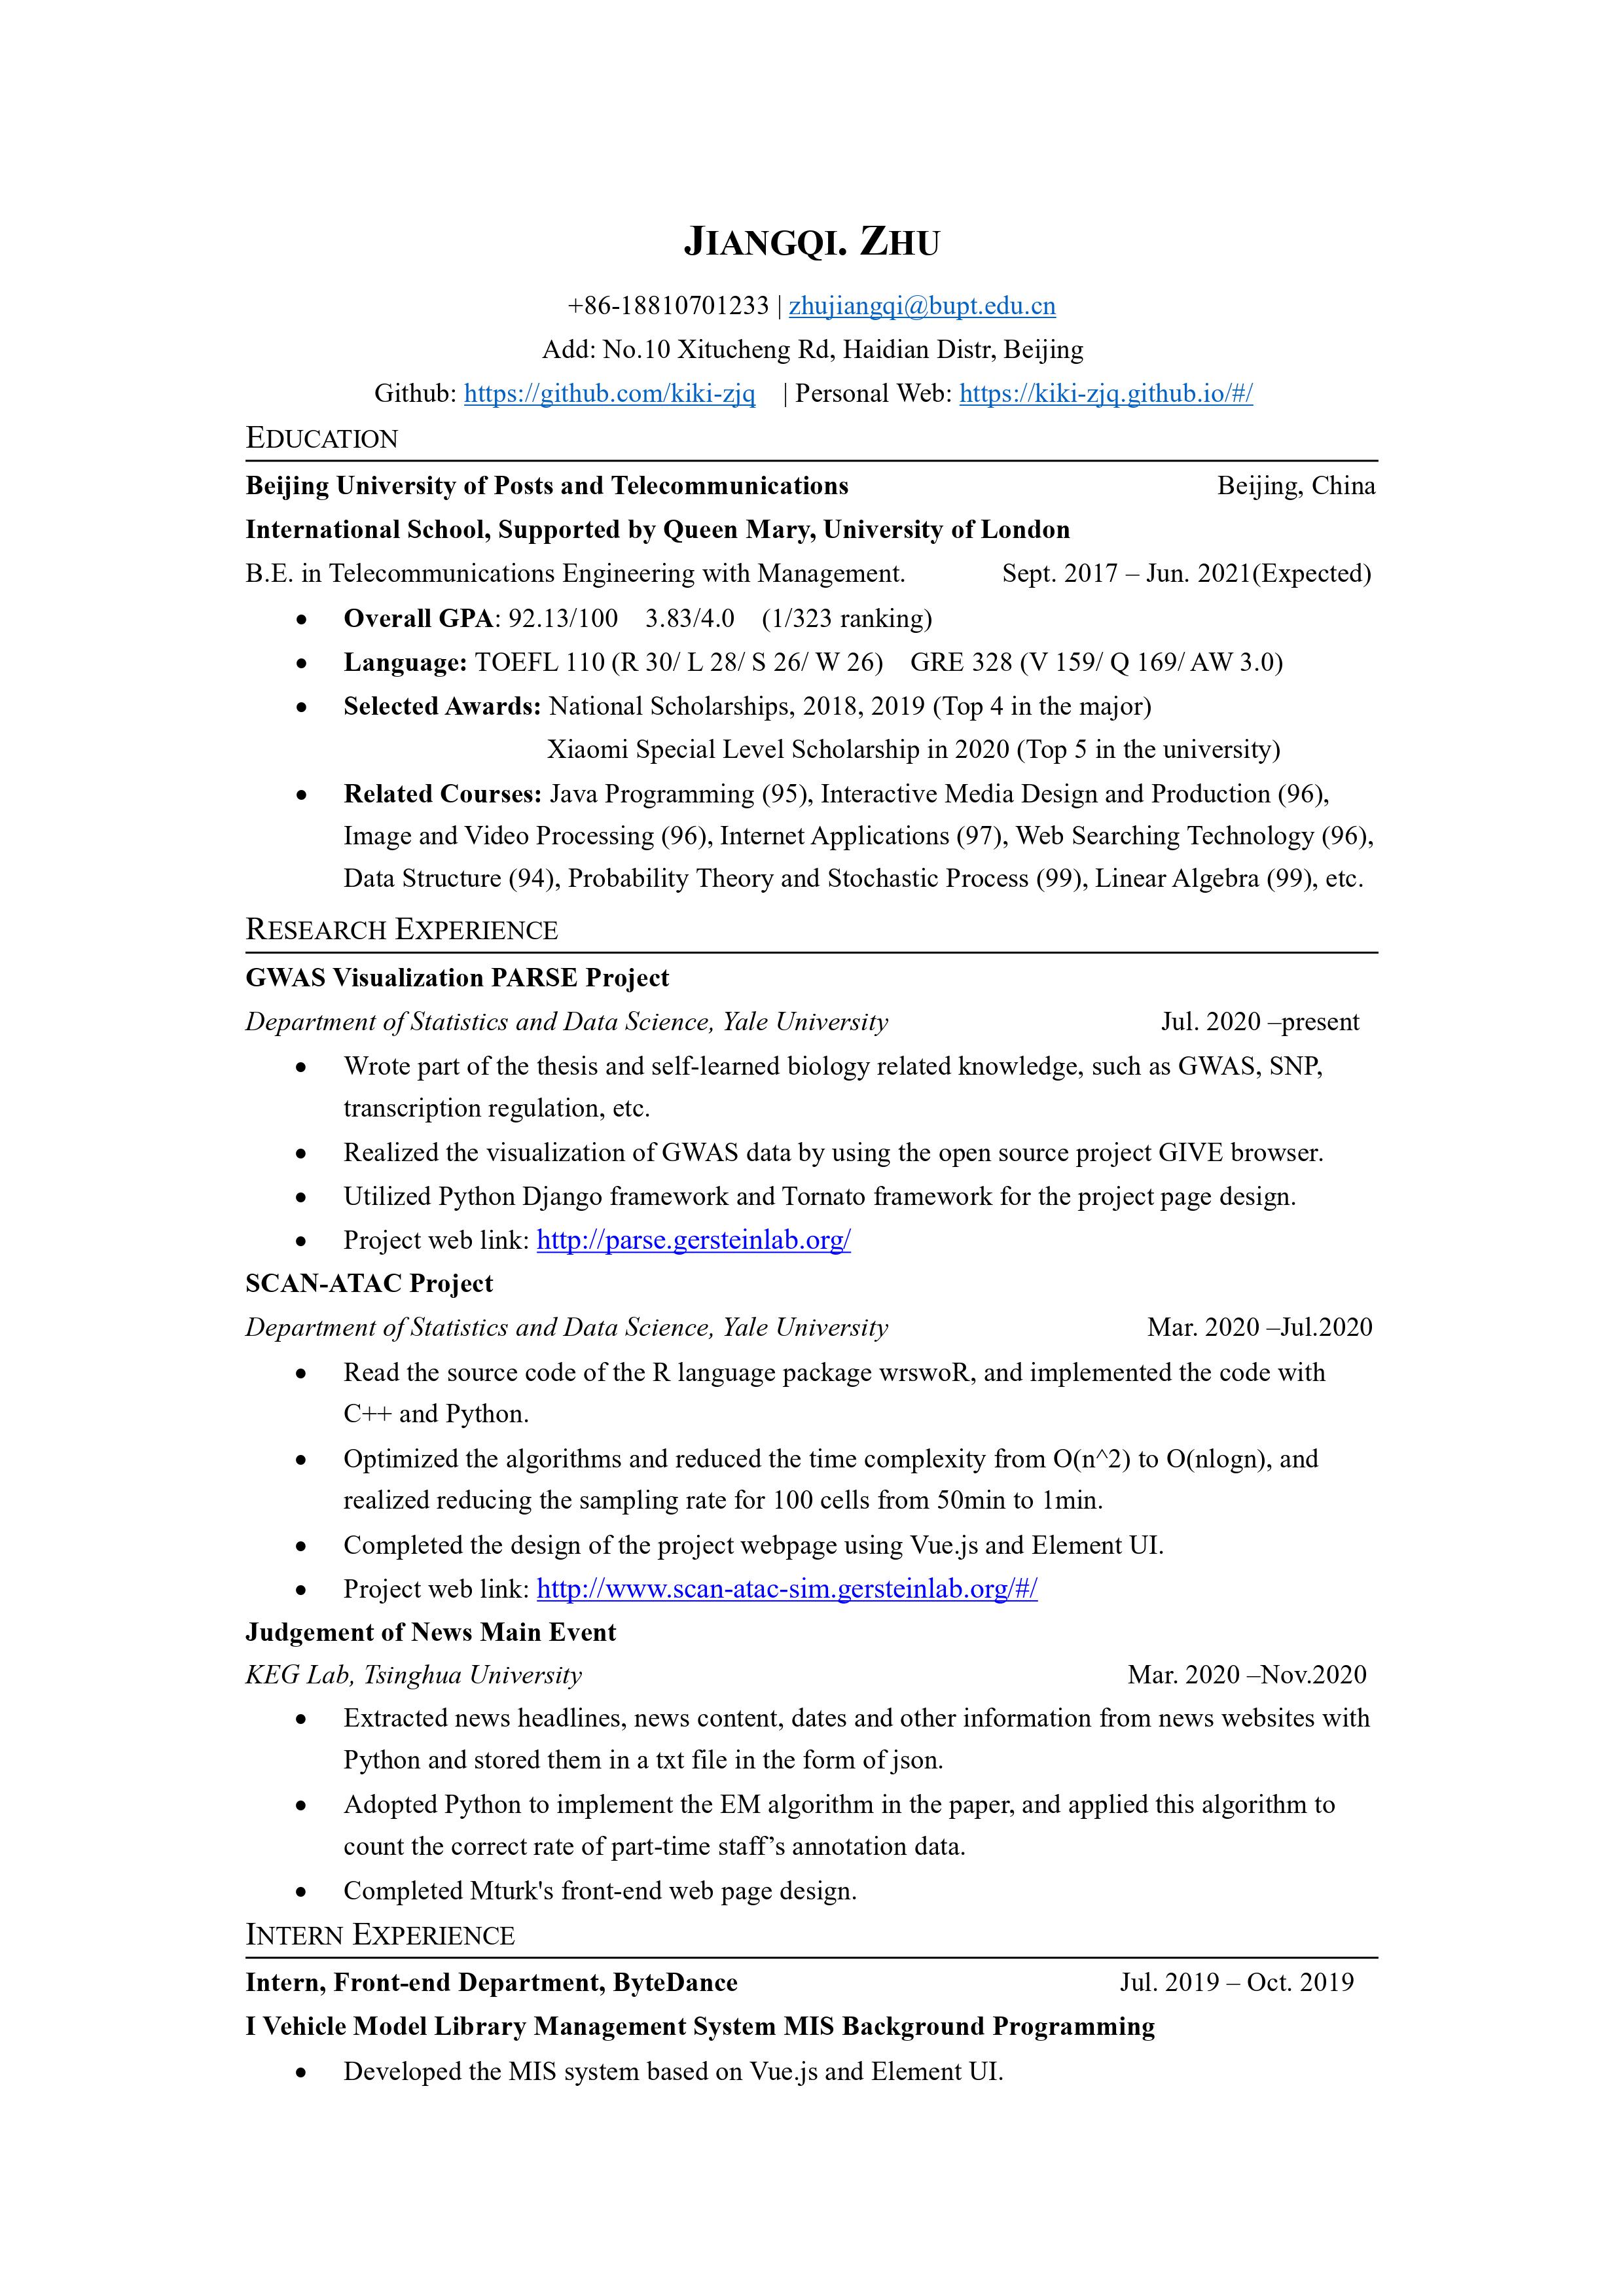 JIANGQI. ZHU
+86-18810701233 | zhujiangqi@bupt.edu.cn
Add: No.10 Xitucheng Rd, Haidian Distr, Beijing
Github: https://github.com/kiki-zjq | Personal Web: https://kiki-zjq.github.io/#/
EDUCATION
Beijing University of Posts and Telecommunications Beijing, China
International School, Supported by Queen Mary, University of London
B.E. in Telecommunications Engineering with Management. Sept. 2017 – Jun. 2021(Expected)
• Overall GPA: 92.13/100 3.83/4.0 (1/323 ranking)
• Language: TOEFL 110 (R 30/ L 28/ S 26/ W 26) GRE 328 (V 159/ Q 169/ AW 3.0)
• Selected Awards: National Scholarships, 2018, 2019 (Top 4 in the major)
Xiaomi Special Level Scholarship in 2020 (Top 5 in the university)
• Related Courses: Java Programming (95), Interactive Media Design and Production (96),
Image and Video Processing (96), Internet Applications (97), Web Searching Technology (96),
Data Structure (94), Probability Theory and Stochastic Process (99), Linear Algebra (99), etc.
RESEARCH EXPERIENCE
GWAS Visualization PARSE Project
Department of Statistics and Data Science, Yale University Jul. 2020 –present
• Wrote part of the thesis and self-learned biology related knowledge, such as GWAS, SNP,
transcription regulation, etc.
• Realized the visualization of GWAS data by using the open source project GIVE browser.
• Utilized Python Django framework and Tornato framework for the project page design.
• Project web link: http://parse.gersteinlab.org/
SCAN-ATAC Project
Department of Statistics and Data Science, Yale University Mar. 2020 –Jul.2020
• Read the source code of the R language package wrswoR, and implemented the code with
C++ and Python.
• Optimized the algorithms and reduced the time complexity from O(n^2) to O(nlogn), and
realized reducing the sampling rate for 100 cells from 50min to 1min.
• Completed the design of the project webpage using Vue.js and Element UI.
• Project web link: http://www.scan-atac-sim.gersteinlab.org/#/
Judgement of News Main Event
KEG Lab, Tsinghua University Mar. 2020 –Nov.2020
• Extracted news headlines, news content, dates and other information from news websites with
Python and stored them in a txt file in the form of json.
• Adopted Python to implement the EM algorithm in the paper, and applied this algorithm to
count the correct rate of part-time staff’s annotation data.
• Completed Mturk's front-end web page design.
INTERN EXPERIENCE
Intern, Front-end Department, ByteDance Jul. 2019 – Oct. 2019
I Vehicle Model Library Management System MIS Background Programming
• Developed the MIS system based on Vue.js and Element UI.